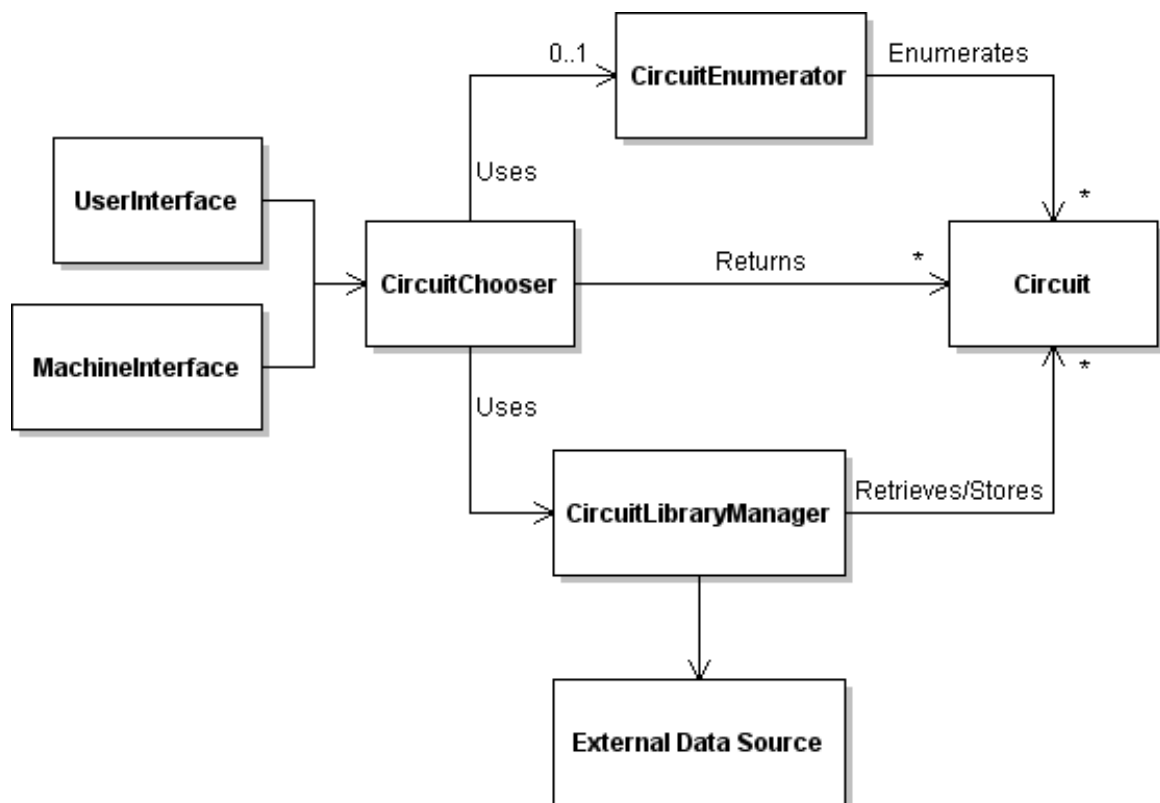 0..1
CircuitEnumerator
Enumerates
UserInterface
Uses
*
CircuitChooser
Returns
*
Circuit
MachineInterface
*
Uses
CircuitLibraryManager
Retrieves/Stores
External Data Source